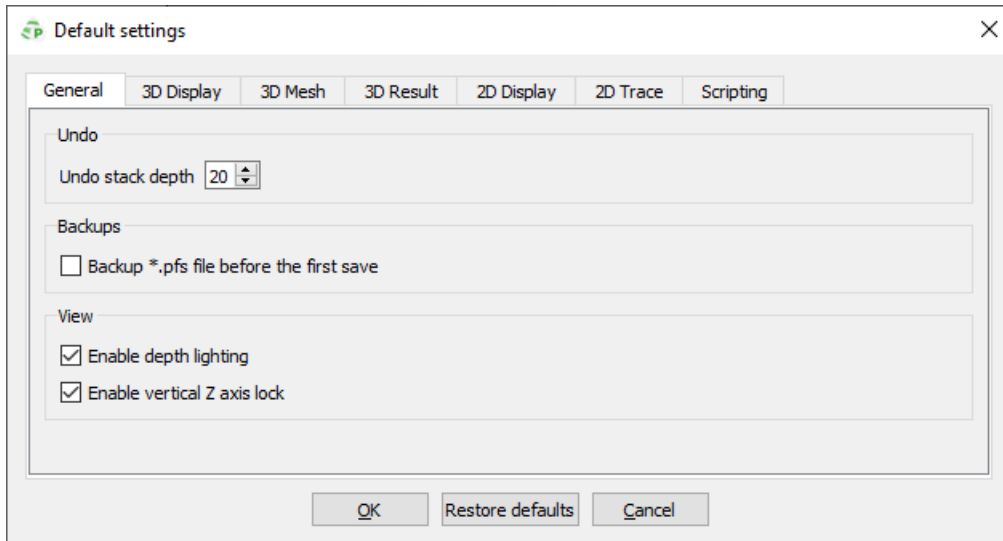 Default settings
General 3D Display 3D Mesh 3D Result 2D Display 2D Trace Scripting
Undo
Undo stack depth 20
Backups
Backup *.pfs file before the first save
View
Enable depth lighting
Enable vertical Z axis lock
OK Restore defaults Cancel